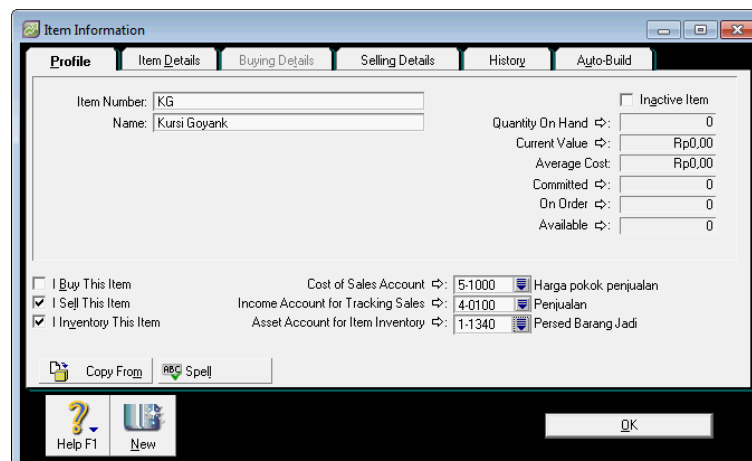 Item Information
Profile Item Details Buying Details Selling Details History Auto-Build
Item Number: KG
Name: Kursi Goyank
Inactive Item
Quantity On Hand ⇨: 0
Current Value ⇨: Rp0,00
Average Cost: Rp0,00
Committed ⇨: 0
On Order ⇨: 0
Available ⇨: 0
I Buy This Item
I Sell This Item
I Inventory This Item
Cost of Sales Account ⇨: 5-1000 Harga pokok penjualan
Income Account for Tracking Sales ⇨: 4-0100 Penjualan
Asset Account for Item Inventory ⇨: 1-1340 Persed Barang Jadi
Copy From ABC Spell
Help F1 New OK